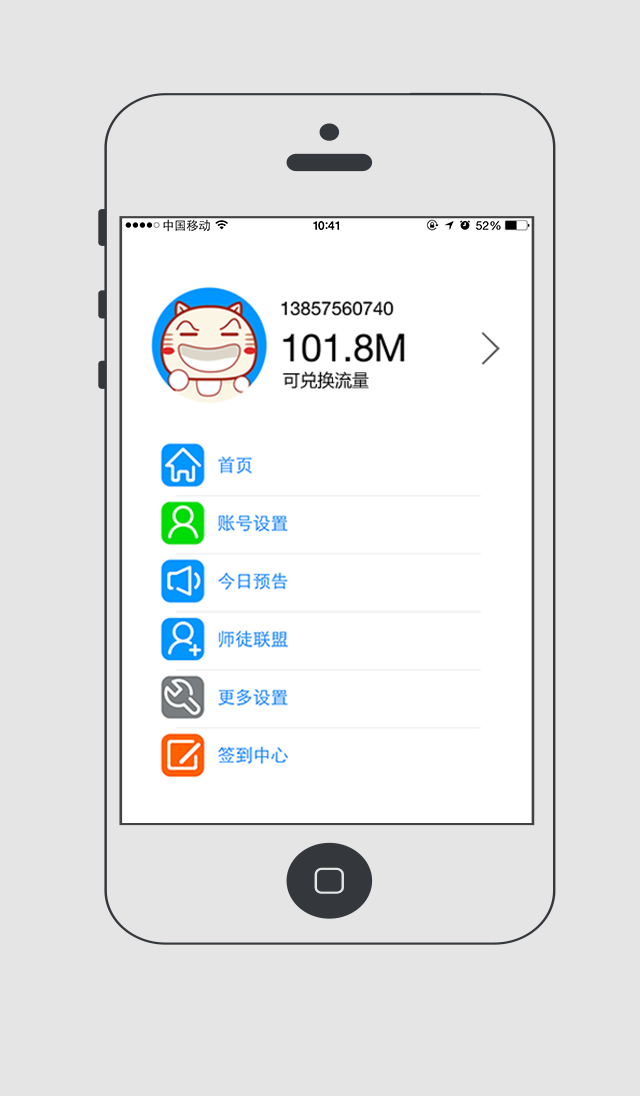 中国移动 10:41 52%
13857560740
101.8M
可兑换流量
首页
账号设置
今日预告
师徒联盟
更多设置
签到中心